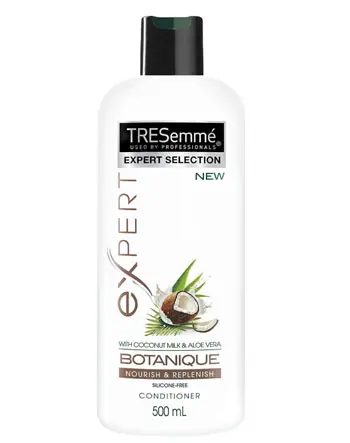 TRESemmé
USED BY PROFESSIONALS
EXPERT SELECTION
NEW
eXPERT
WITH COCONUT MILK & ALOE VERA
BOTANIQUE
NOURISH & REPLENISH
SILICONE-FREE
CONDITIONER
500 mL